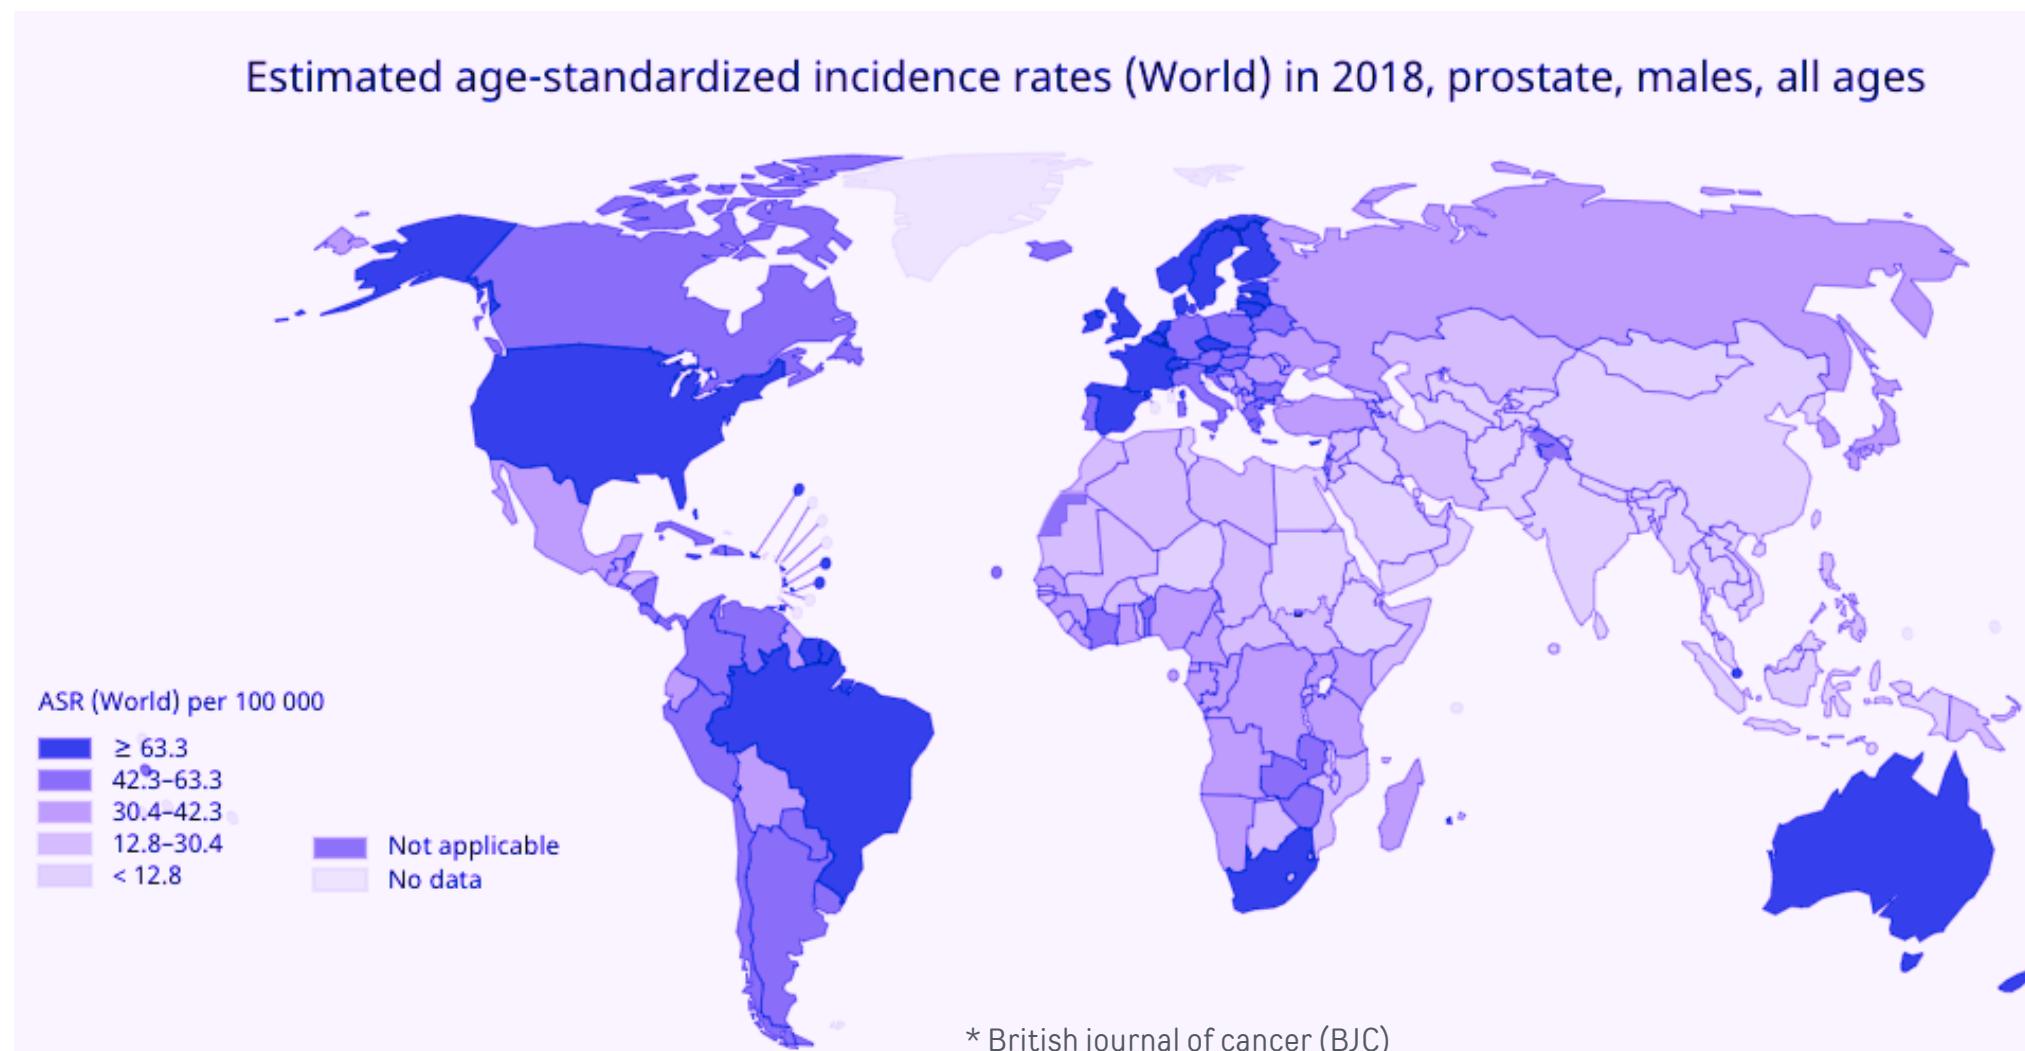 Estimated age-standardized incidence rates (World) in 2018, prostate, males, all ages
ASR (World) per 100 000
≥ 63.3
42.3–63.3
30.4–42.3
12.8–30.4
< 12.8
Not applicable
No data
* British journal of cancer (BJC)